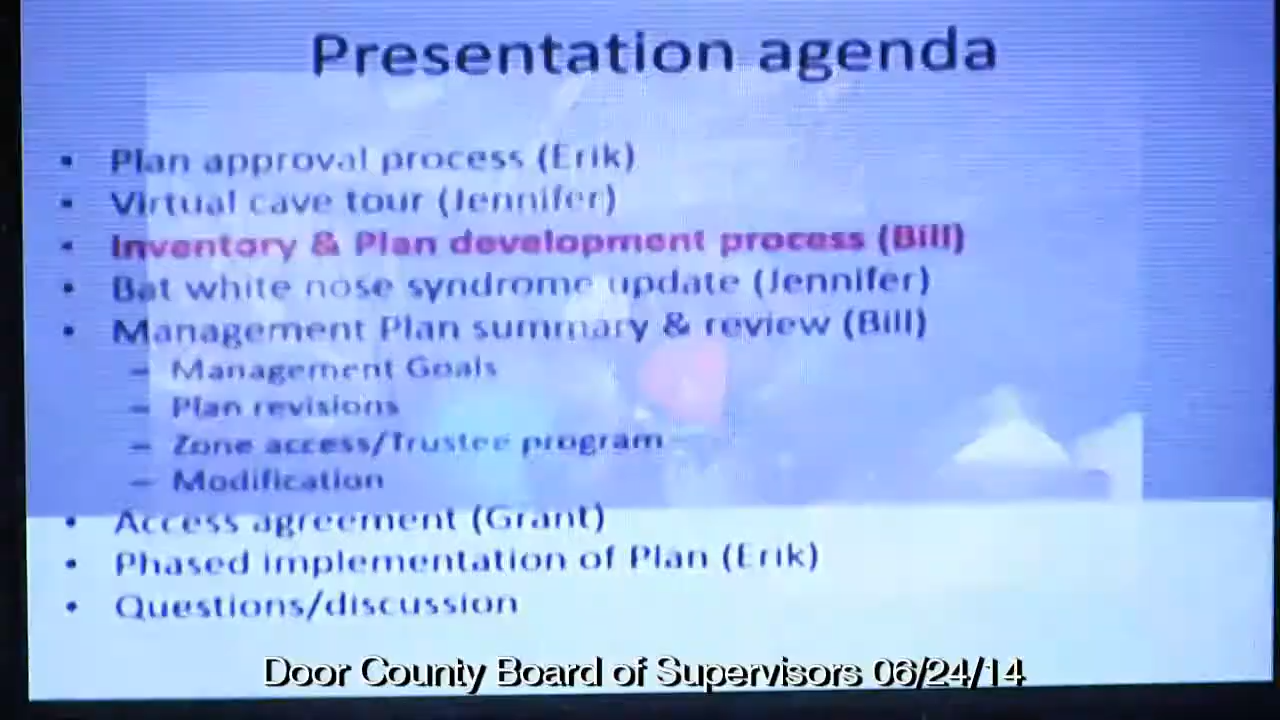 Presentation agenda
• Plan approval process (Erik)
• Virtual cave tour (Jennifer)
• Inventory & Plan development process (Bill)
• Bat white nose syndrome update (Jennifer)
• Management Plan summary & review (Bill)
– Management Goals
– Plan revisions
– Zone access/Trustee program
– Modification
• Access agreement (Grant)
• Phased implementation of Plan (Erik)
• Questions/discussion
Door County Board of Supervisors 06/24/14